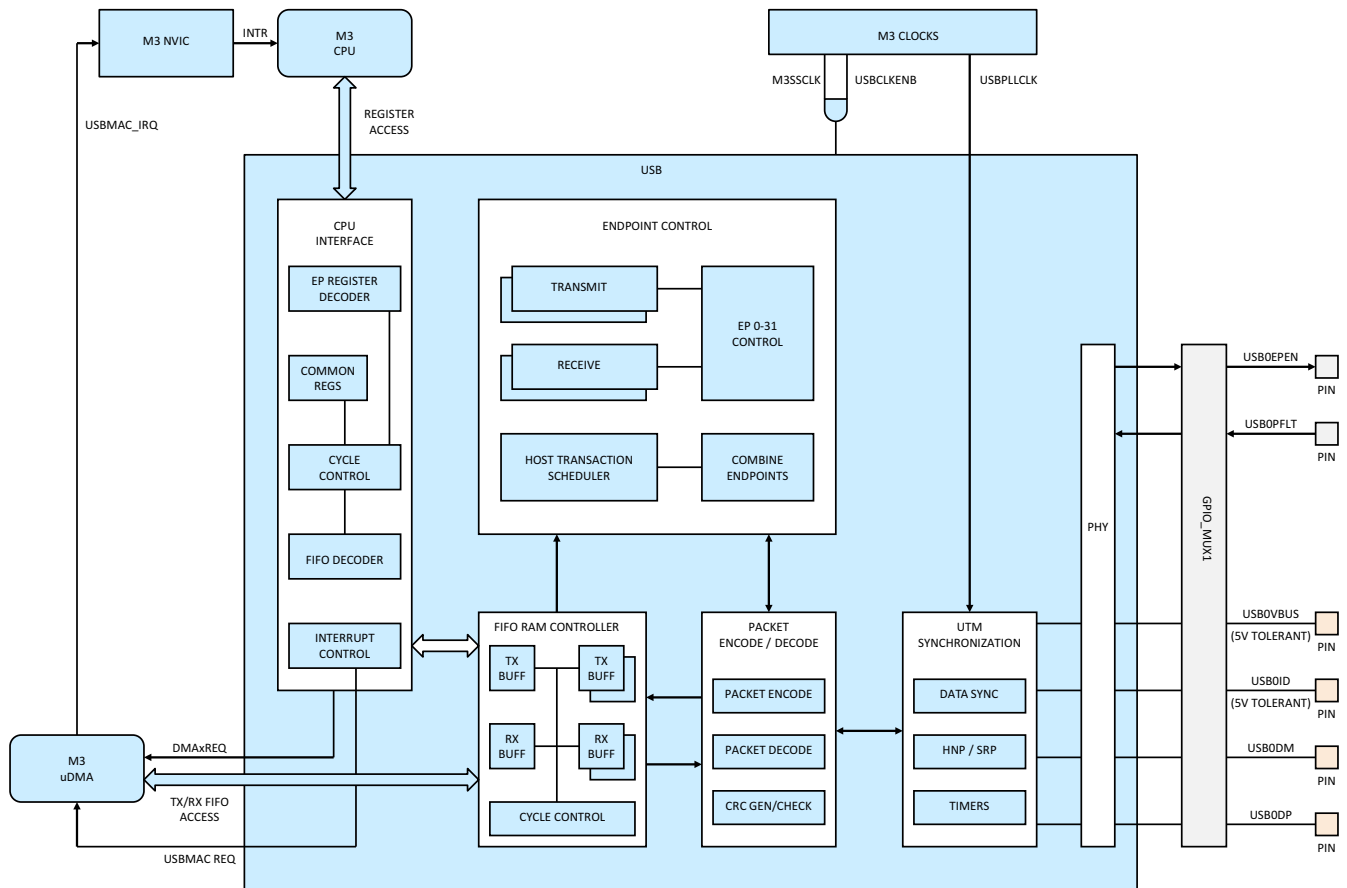 M3 NVIC
INTR
M3
CPU
M3 CLOCKS
M3SSCLK
USBCLKENB
USBPLLCLK
USBMAC_IRQ
REGISTER
ACCESS
USB
CPU
INTERFACE
EP REGISTER
DECODER
COMMON
REGS
CYCLE
CONTROL
FIFO DECODER
INTERRUPT
CONTROL
ENDPOINT CONTROL
TRANSMIT
RECEIVE
EP 0-31
CONTROL
HOST TRANSACTION
SCHEDULER
COMBINE
ENDPOINTS
FIFO RAM CONTROLLER
TX
BUFF
TX
BUFF
RX
BUFF
RX
BUFF
CYCLE CONTROL
PACKET
ENCODE / DECODE
PACKET ENCODE
PACKET DECODE
CRC GEN/CHECK
UTM
SYNCHRONIZATION
DATA SYNC
HNP / SRP
TIMERS
PHY
GPIO_MUX1
USB0EPEN
PIN
USB0PFLT
PIN
USB0VBUS
(5V TOLERANT)
PIN
USB0ID
(5V TOLERANT)
PIN
USB0DM
PIN
USB0DP
PIN
M3
uDMA
DMAxREQ
TX/RX FIFO
ACCESS
USBMAC REQ